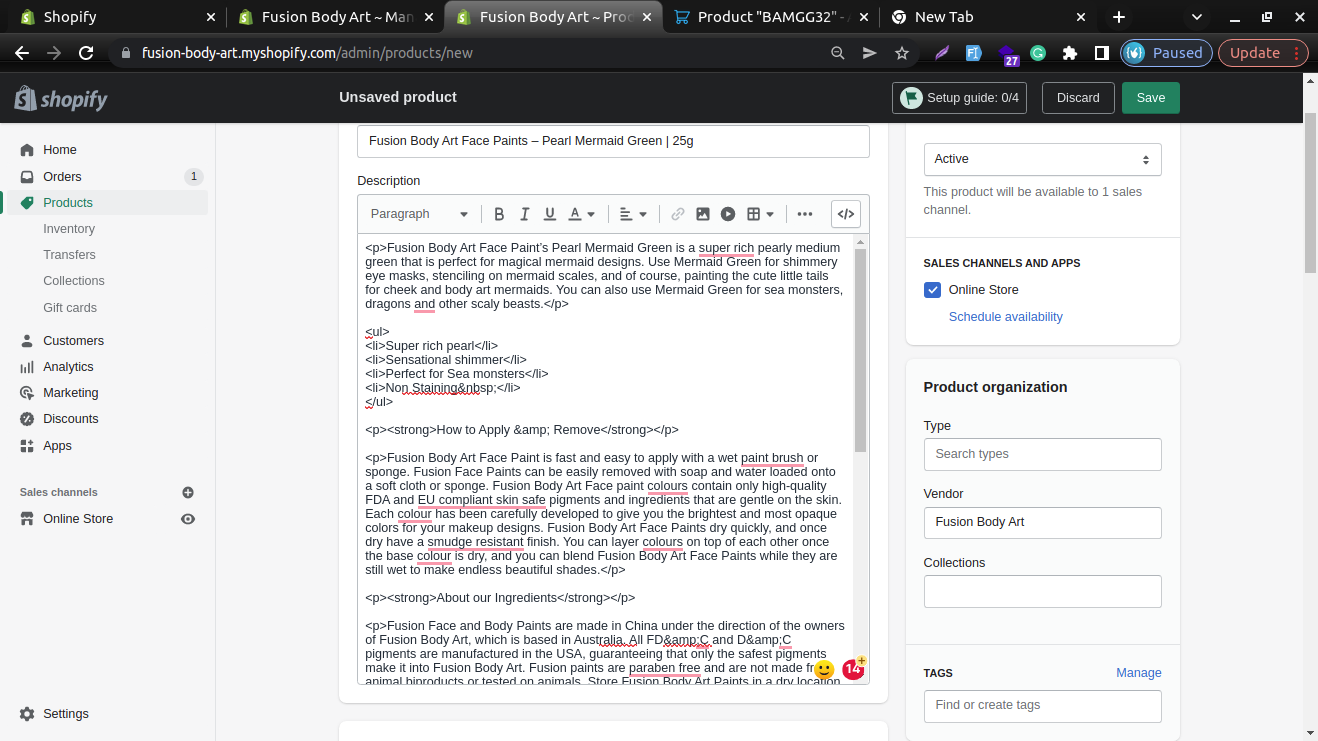 Shopify
Fusion Body Art ~ Man
Fusion Body Art ~ Proc
Product "BAMGG32" -
New Tab
fusion-body-art.myshopify.com/admin/products/new
27
Paused
Update
shopify
Unsaved product
Setup guide: 0/4
Discard
Save
Home
Orders
1
Products
Inventory
Transfers
Collections
Gift cards
Customers
Analytics
Marketing
Discounts
Apps
Sales channels
Online Store
Settings
Fusion Body Art Face Paints – Pearl Mermaid Green | 25g
Description
Paragraph
B I U A
</>
<p>Fusion Body Art Face Paint's Pearl Mermaid Green is a super rich pearly medium
green that is perfect for magical mermaid designs. Use Mermaid Green for shimmery
eye masks, stenciling on mermaid scales, and of course, painting the cute little tails
for cheek and body art mermaids. You can also use Mermaid Green for sea monsters,
dragons and other scaly beasts.</p>
<ul>
<li>Super rich pearl</li>
<li>Sensational shimmer</li>
<li>Perfect for Sea monsters</li>
<li>Non Staining&nbsp;</li>
</ul>
<p><strong>How to Apply &amp; Remove</strong></p>
<p>Fusion Body Art Face Paint is fast and easy to apply with a wet paint brush or
sponge. Fusion Face Paints can be easily removed with soap and water loaded onto
a soft cloth or sponge. Fusion Body Art Face paint colours contain only high-quality
FDA and EU compliant skin safe pigments and ingredients that are gentle on the skin.
Each colour has been carefully developed to give you the brightest and most opaque
colors for your makeup designs. Fusion Body Art Face Paints dry quickly, and once
dry have a smudge resistant finish. You can layer colours on top of each other once
the base colour is dry, and you can blend Fusion Body Art Face Paints while they are
still wet to make endless beautiful shades.</p>
<p><strong>About our Ingredients</strong></p>
<p>Fusion Face and Body Paints are made in China under the direction of the owners
of Fusion Body Art, which is based in Australia. All FD&amp;C and D&amp;C
pigments are manufactured in the USA, guaranteeing that only the safest pigments
make it into Fusion Body Art. Fusion paints are paraben free and are not made
animal biproducts or tested on animals. Store Fusion Body Art Paints in a dry location
14
Active
This product will be available to 1 sales
channel.
SALES CHANNELS AND APPS
Online Store
Schedule availability
Product organization
Type
Search types
Vendor
Fusion Body Art
Collections
TAGS
Manage
Find or create tags